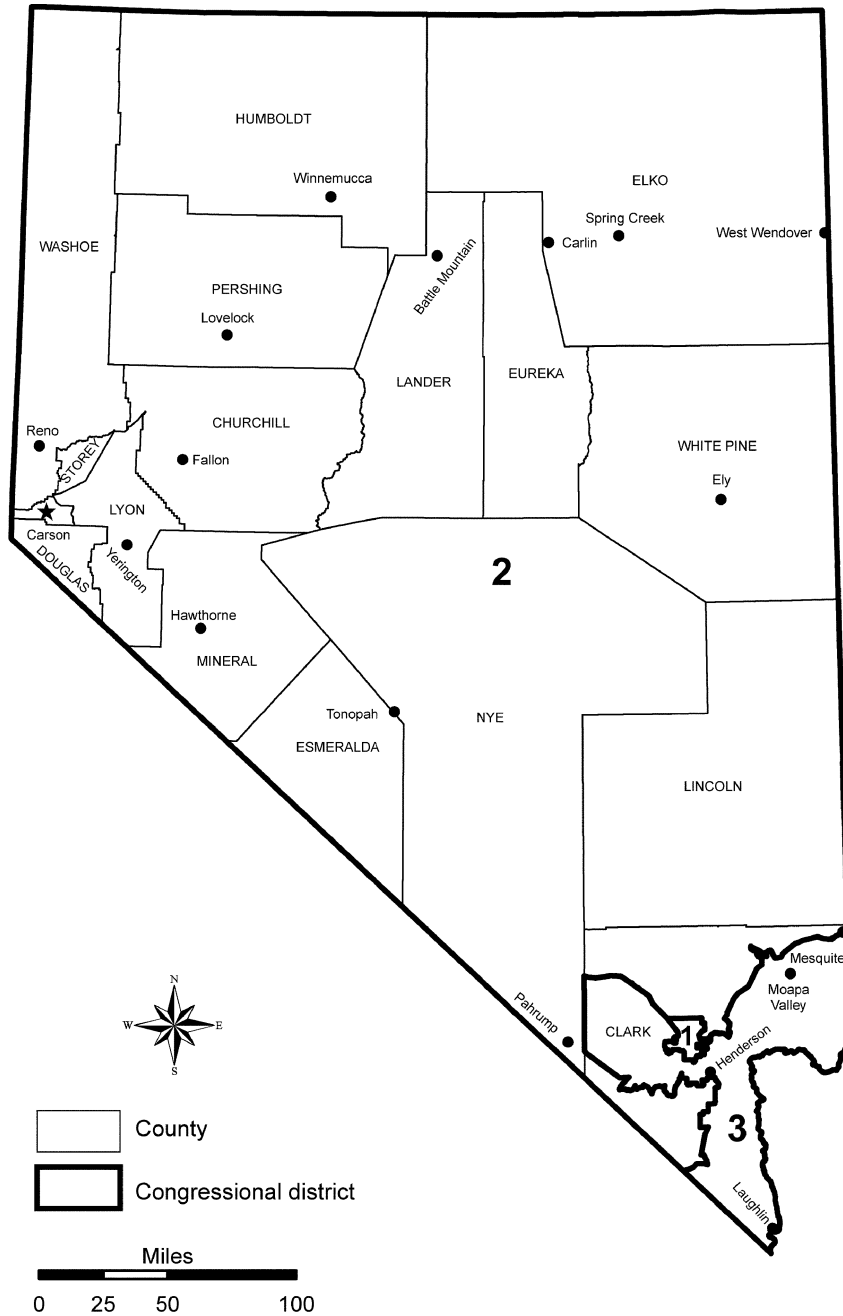 HUMBOLDT
Winnemucca
ELKO
Spring Creek
West Wendover
Carlin
WASHOE
Battle Mountain
PERSHING
Lovelock
LANDER
EUREKA
CHURCHILL
Reno
STOREY
Fallon
WHITE PINE
Ely
LYON
Carson
DOUGLAS
Yerington
2
Hawthorne
MINERAL
Tonopah
NYE
ESMERALDA
LINCOLN
Mesquite
Moapa
Valley
Pahrump
CLARK
1
Henderson
3
Laughlin
N
W
E
S
County
Congressional district
Miles
0 25 50 100